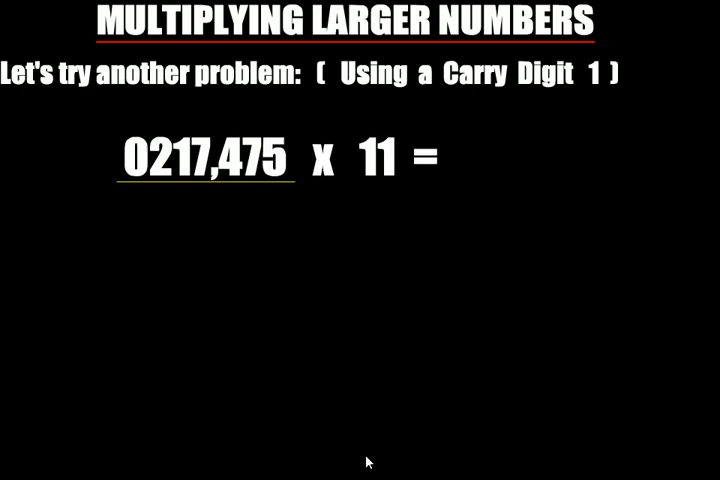 MULTIPLYING LARGER NUMBERS
Let's try another problem: ( Using a Carry Digit 1 )
0217,475 x 11 =